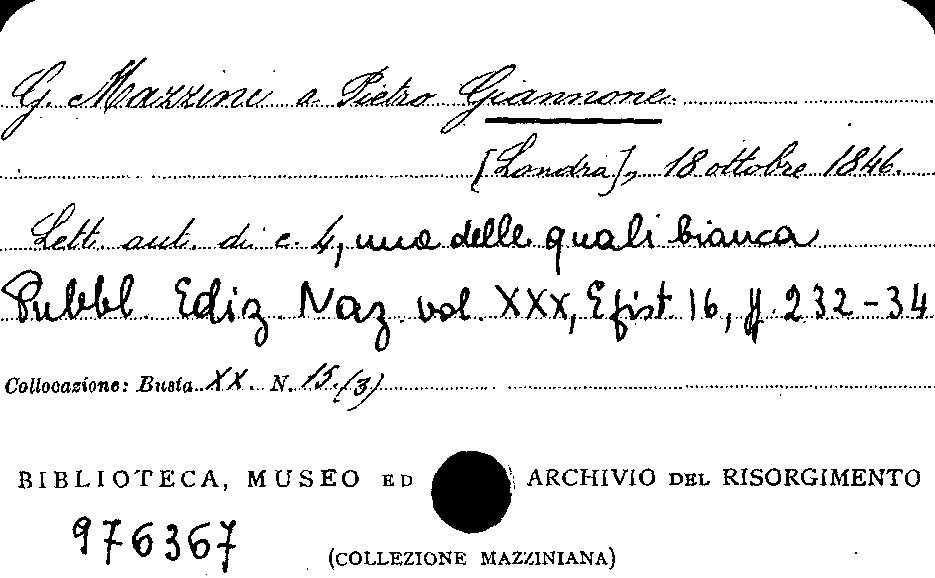 G. Mazzini a Pietro Giannone
[Londra], 18 ottobre 1846.
Lett. aut. di c. 4, una delle quali bianca
Pubbl. Ediz. Naz. vol. XXX, Epist. 16, p. 232-34
Collocazione: Busta XX. N. 15.(3)
BIBLIOTECA, MUSEO ED ARCHIVIO DEL RISORGIMENTO
976367
(COLLEZIONE MAZZINIANA)